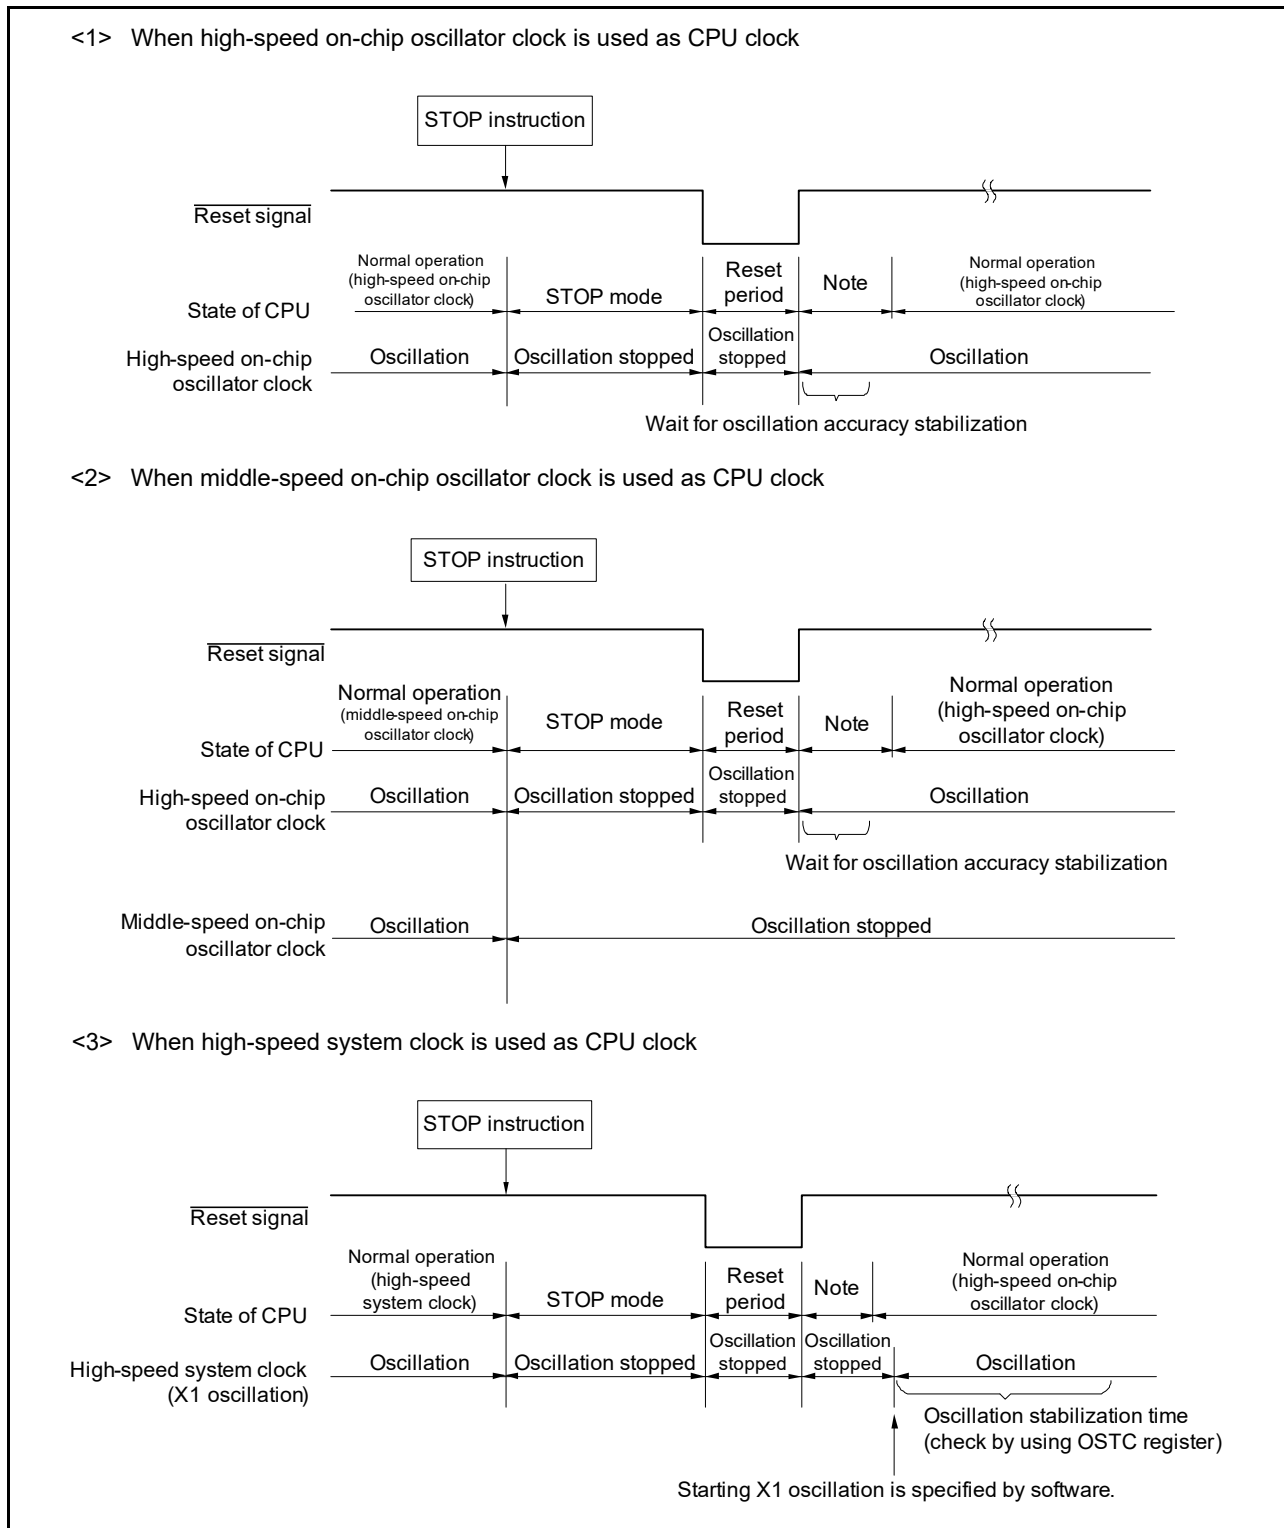 <1> When high-speed on-chip oscillator clock is used as CPU clock
STOP instruction
Reset signal
Normal operation
(high-speed on-chip
oscillator clock)
STOP mode
Reset
period
Note
Normal operation
(high-speed on-chip
oscillator clock)
State of CPU
High-speed on-chip
oscillator clock
Oscillation
Oscillation stopped
Oscillation
stopped
Oscillation
Wait for oscillation accuracy stabilization
<2> When middle-speed on-chip oscillator clock is used as CPU clock
STOP instruction
Reset signal
Normal operation
(middle-speed on-chip
oscillator clock)
STOP mode
Reset
period
Note
Normal operation
(high-speed on-chip
oscillator clock)
State of CPU
High-speed on-chip
oscillator clock
Oscillation
Oscillation stopped
Oscillation
stopped
Oscillation
Wait for oscillation accuracy stabilization
Middle-speed on-chip
oscillator clock
Oscillation
Oscillation stopped
<3> When high-speed system clock is used as CPU clock
STOP instruction
Reset signal
Normal operation
(high-speed
system clock)
STOP mode
Reset
period
Note
Normal operation
(high-speed on-chip
oscillator clock)
State of CPU
High-speed system clock
(X1 oscillation)
Oscillation
Oscillation stopped
Oscillation
stopped
Oscillation
stopped
Oscillation
Oscillation stabilization time
(check by using OSTC register)
Starting X1 oscillation is specified by software.